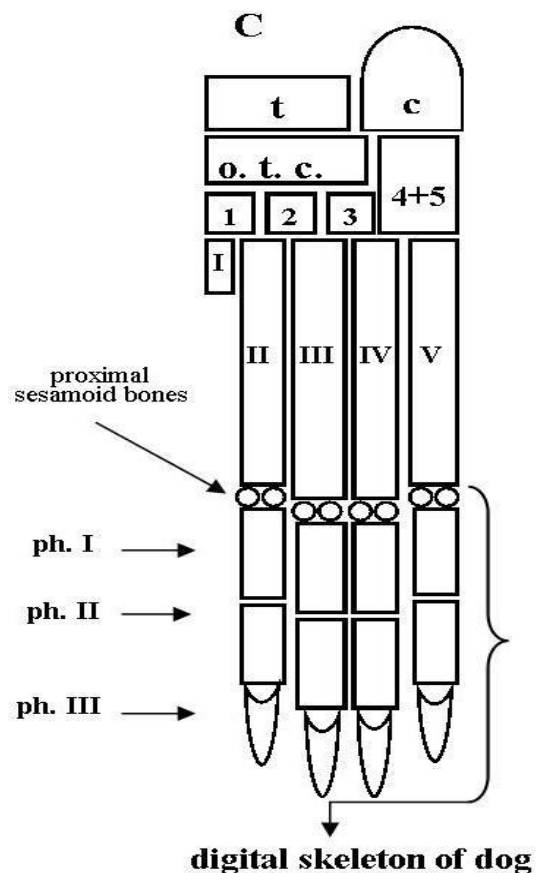 C
t
c
o. t. c.
4+5
1 2 3
I
II III IV V
proximal
sesamoid bones
ph. I
ph. II
ph. III
digital skeleton of dog